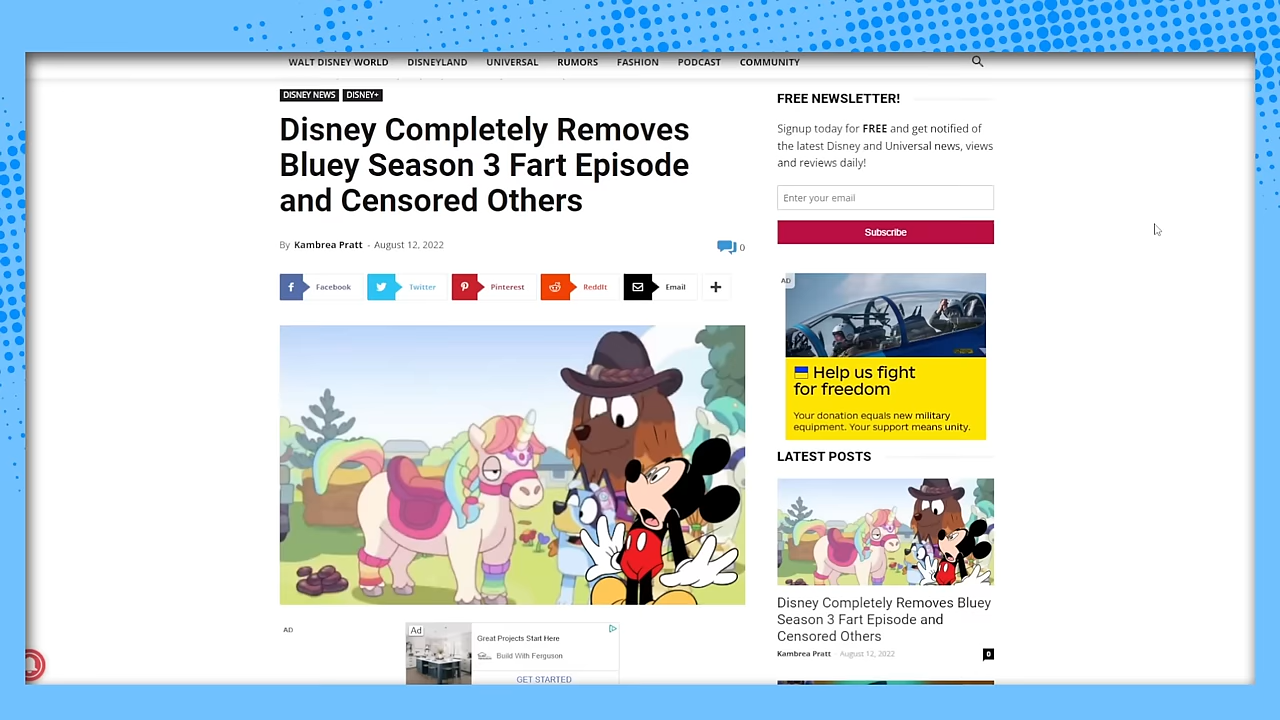 WALT DISNEY WORLD DISNEYLAND UNIVERSAL RUMORS FASHION PODCAST COMMUNITY
DISNEY NEWS DISNEY+
Disney Completely Removes
Bluey Season 3 Fart Episode
and Censored Others
By Kambrea Pratt - August 12, 2022
0
Facebook Twitter Pinterest ReddIt Email +
AD
Ad
Great Projects Start Here
Build With Ferguson
GET STARTED
FREE NEWSLETTER!
Signup today for FREE and get notified of
the latest Disney and Universal news, views
and reviews daily!
Enter your email
Subscribe
AD
Help us fight
for freedom
Your donation equals new military
equipment. Your support means unity.
LATEST POSTS
Disney Completely Removes Bluey
Season 3 Fart Episode and
Censored Others
Kambrea Pratt - August 12, 2022
0